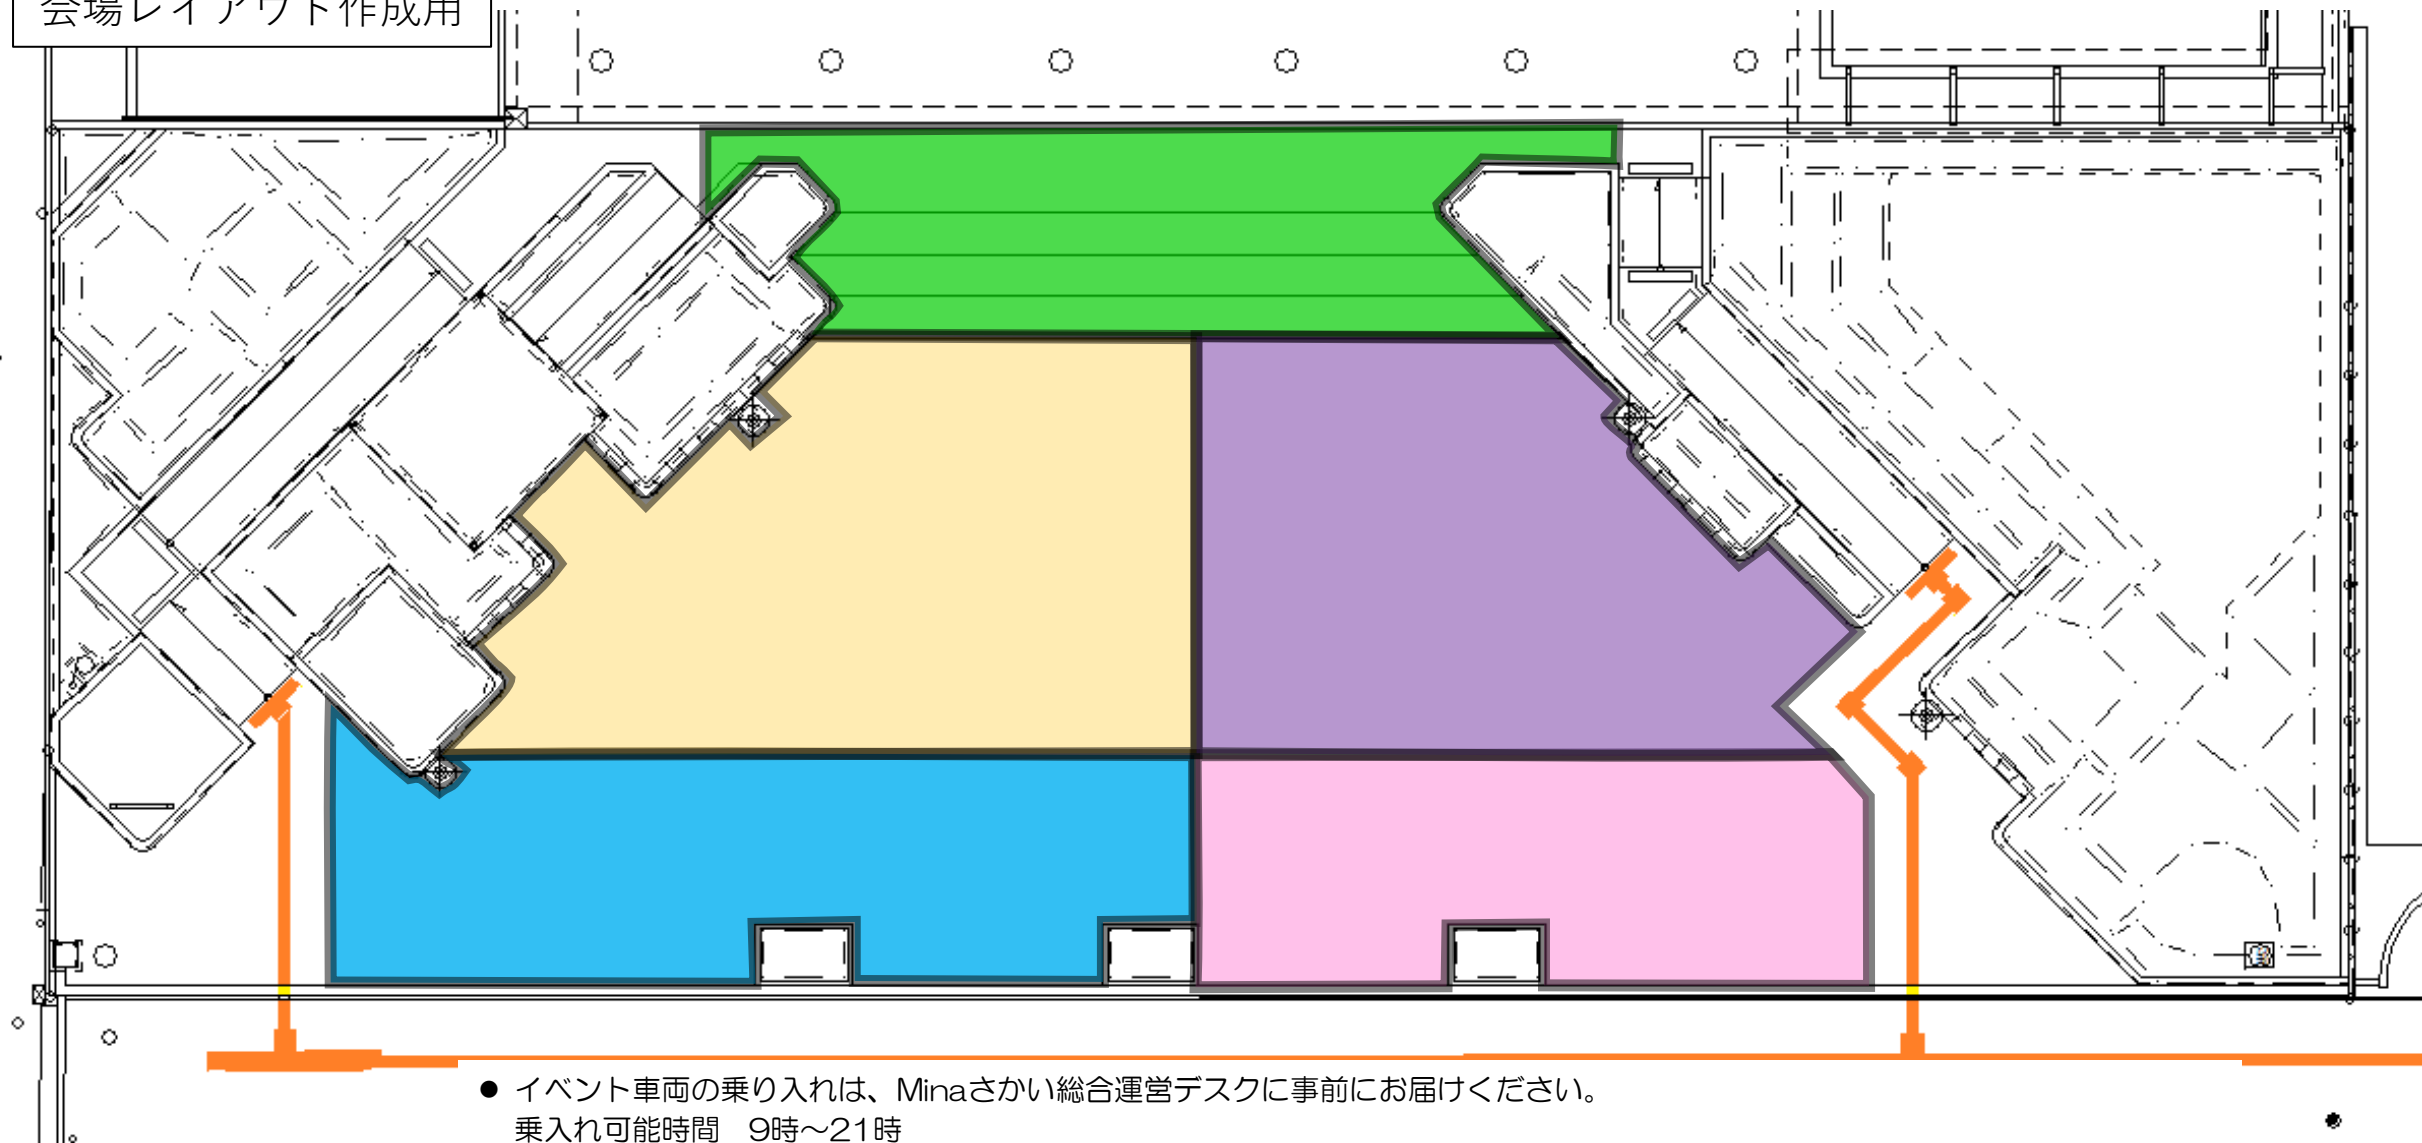 会場レイアウト作成用
● イベント車両の乗り入れは、Minaさかい総合運営デスクに事前にお届けください。
乗入れ可能時間　9時～21時